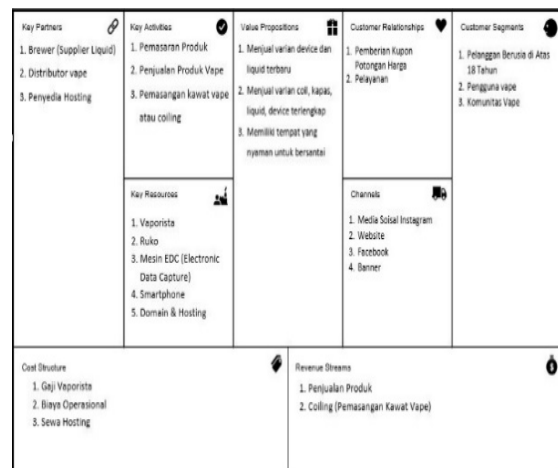 Key Partners
1. Brewer (Supplier Liquid)
2. Distributor vape
3. Penyedia Hosting
Key Activities
1. Pemasaran Produk
2. Penjualan Produk Vape
3. Pemasangan kawat vape
atau coiling
Key Resources
1. Vaporista
2. Ruko
3. Mesin EDC (Electronic
Data Capture)
4. Smartphone
5. Domain & Hosting
Value Propositions
1. Menjual varian device dan
liquid terbaru
2. Menjual varian coil, kapas,
liquid, device terlengkap
3. Memiliki tempat yang
nyaman untuk bersantai
Customer Relationships
1. Pemberian Kupon
Potongan Harga
2. Pelayanan
Channels
1. Media Soisal Instagram
2. Website
3. Facebook
4. Banner
Customer Segments
1. Pelanggan Berusia di Atas
18 Tahun
2. Pengguna vape
3. Komunitas Vape
Cost Structure
1. Gaji Vaporista
2. Biaya Operasional
3. Sewa Hosting
Revenue Streams
1. Penjualan Produk
2. Coiling (Pemasangan Kawat Vape)